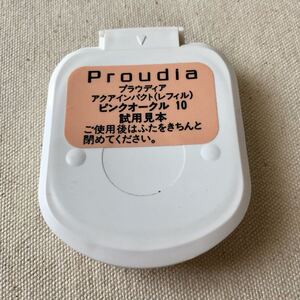 Proudia
プラウディア
アクアインパクト(レフィル)
ピンクオークル 10
試用見本
ご使用後はふたをきちんと
閉めてください。